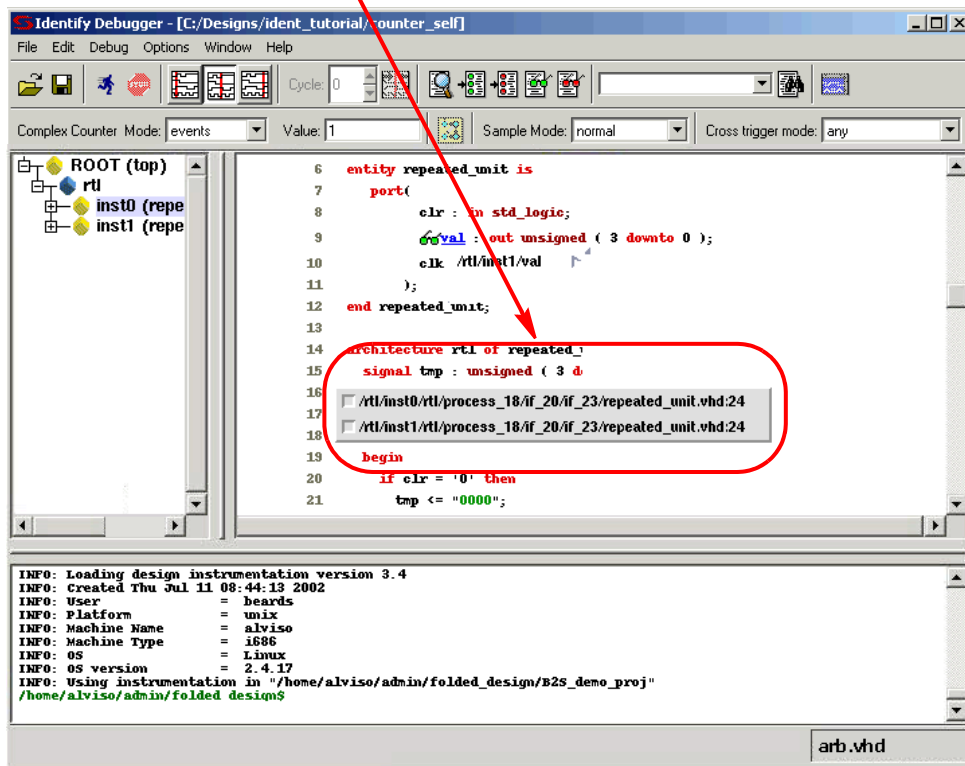 Identify Debugger - [C:/Designs/ident_tutorial/counter_self]
File Edit Debug Options Window Help
Cycle: 0
Complex Counter Mode: events Value: 1 Sample Mode: normal Cross trigger mode: any
ROOT (top)
rtl
inst0 (repe
inst1 (repe
6 entity repeated_unit is
7 port(
8 clr : in std_logic;
9 val : out unsigned ( 3 downto 0 );
10 clk /rtl/inst1/val
11 );
12 end repeated_unit;
13
14 architecture rtl of repeated_
15 signal tmp : unsigned ( 3 d
16 /rtl/inst0/rtl/process_18/if_20/if_23/repeated_unit.vhd:24
17 /rtl/inst1/rtl/process_18/if_20/if_23/repeated_unit.vhd:24
18
19 begin
20 if clr = '0' then
21 tmp <= "0000";
INFO: Loading design instrumentation version 3.4
INFO: Created Thu Jul 11 08:44:13 2002
INFO: User = beards
INFO: Platform = unix
INFO: Machine Name = alviso
INFO: Machine Type = i686
INFO: OS = Linux
INFO: OS version = 2.4.17
INFO: Using instrumentation in "/home/alviso/admin/folded_design/B2S_demo_proj"
/home/alviso/admin/folded design$
arb.vhd